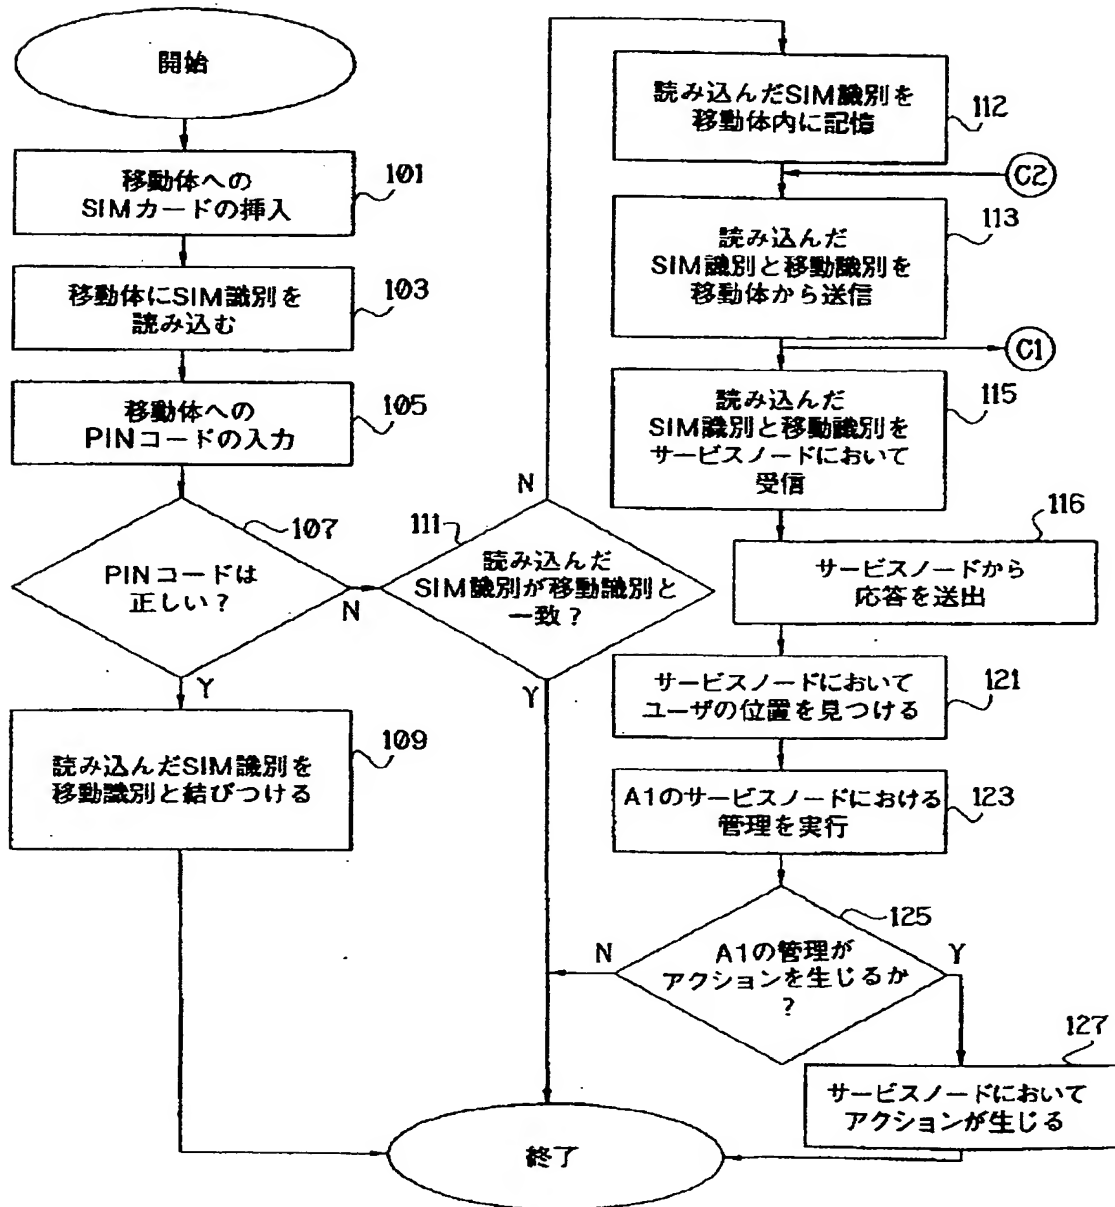 開始
移動体への
SIMカードの挿入
101
移動体にSIM識別を
読み込む
103
移動体への
PINコードの入力
105
PINコードは
正しい？
107
N
Y
読み込んだSIM識別を
移動識別と結びつける
109
111
読み込んだ
SIM識別が移動識別と
一致？
N
Y
読み込んだSIM識別を
移動体内に記憶
112
C2
読み込んだ
SIM識別と移動識別を
移動体から送信
113
C1
読み込んだ
SIM識別と移動識別を
サービスノードにおいて
受信
115
サービスノードから
応答を送出
116
サービスノードにおいて
ユーザの位置を見つける
121
A1のサービスノードにおける
管理を実行
123
A1の管理が
アクションを生じるか
？
125
N
Y
サービスノードにおいて
アクションが生じる
127
終了